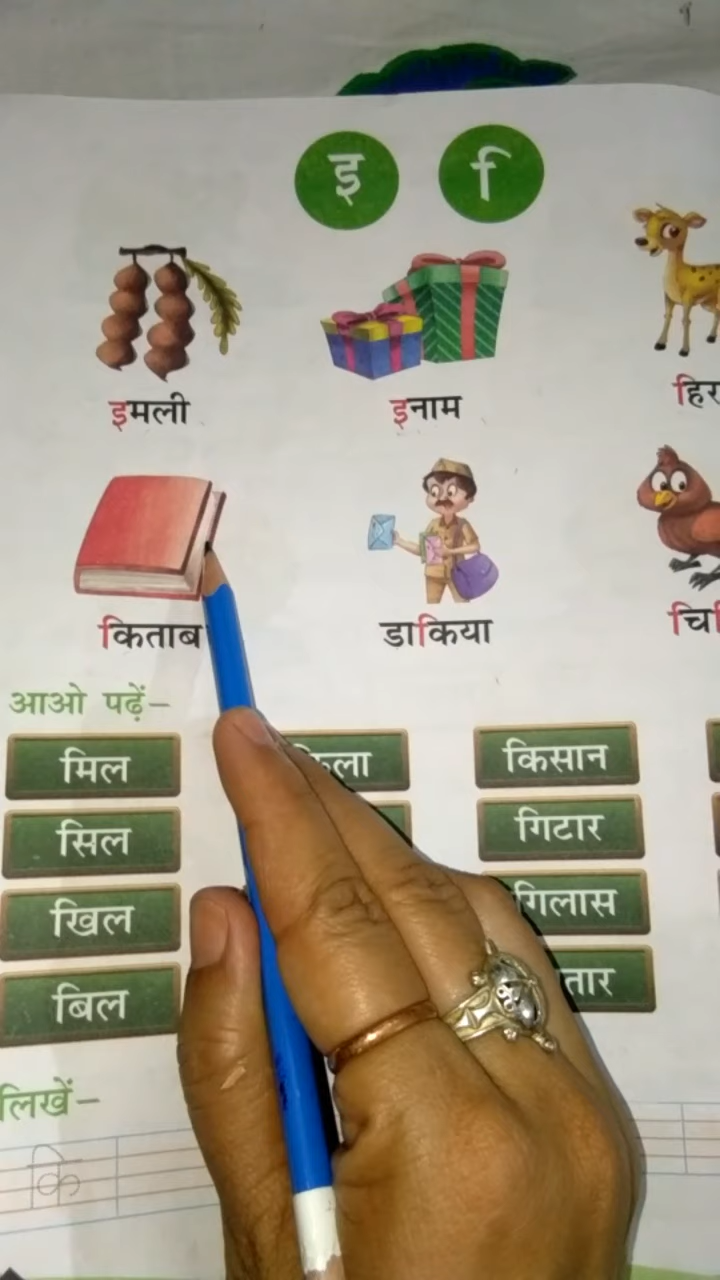 इ ि
इमली इनाम
किताब डाकिया
आओ पढ़ें–
मिल किसान
सिल गिटार
खिल गिलास
बिल
लिखें–
कि